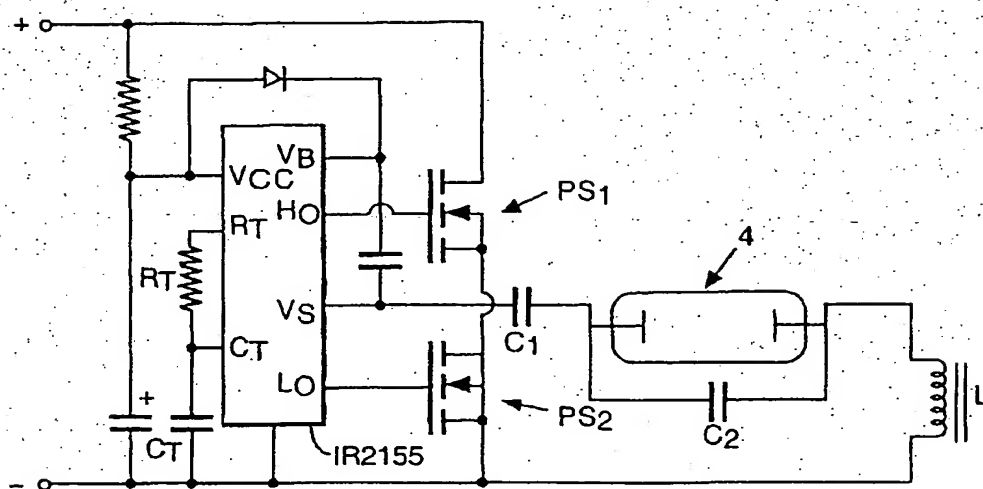 +
VB
VCC
HO
PS1
RT
4
RT
VS
C1
CT
LO
L
+
PS2
C2
CT
IR2155
−